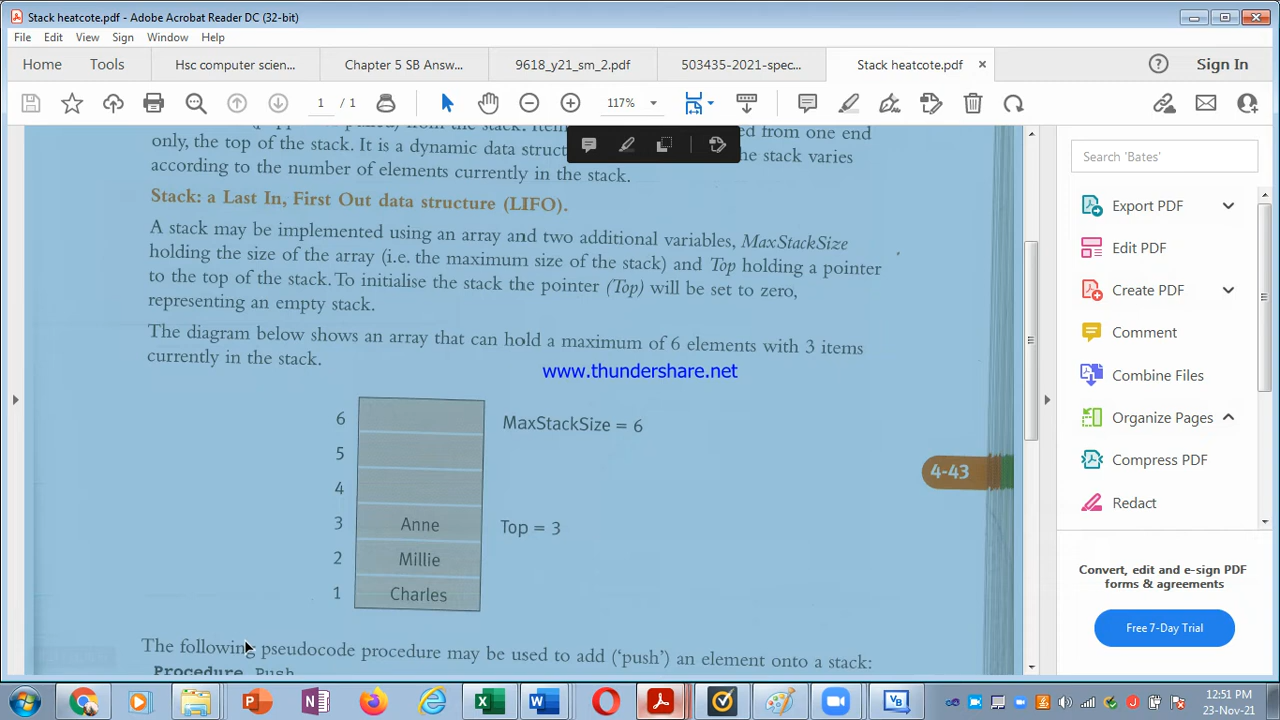 Stack heatcote.pdf - Adobe Acrobat Reader DC (32-bit)
File Edit View Sign Window Help
Home Tools Hsc computer scien... Chapter 5 SB Answ... 9618_y21_sm_2.pdf 503435-2021-spec... Stack heatcote.pdf × Sign In
1 / 1 117%
from the stack. from one end
only, the top of the stack. It is a dynamic data the stack varies
according to the number of elements currently in the stack.
Stack: a Last In, First Out data structure (LIFO).
A stack may be implemented using an array and two additional variables, MaxStackSize
holding the size of the array (i.e. the maximum size of the stack) and Top holding a pointer
to the top of the stack. To initialise the stack the pointer (Top) will be set to zero,
representing an empty stack.
The diagram below shows an array that can hold a maximum of 6 elements with 3 items
currently in the stack.
www.thundershare.net
6 MaxStackSize = 6
5
4
3 Anne Top = 3
2 Millie
1 Charles
4-43
The following pseudocode procedure may be used to add ('push') an element onto a stack:
Procedure Push
Search 'Bates'
Export PDF
Edit PDF
Create PDF
Comment
Combine Files
Organize Pages
Compress PDF
Redact
Convert, edit and e-sign PDF
forms & agreements
Free 7-Day Trial
12:51 PM
23-Nov-21